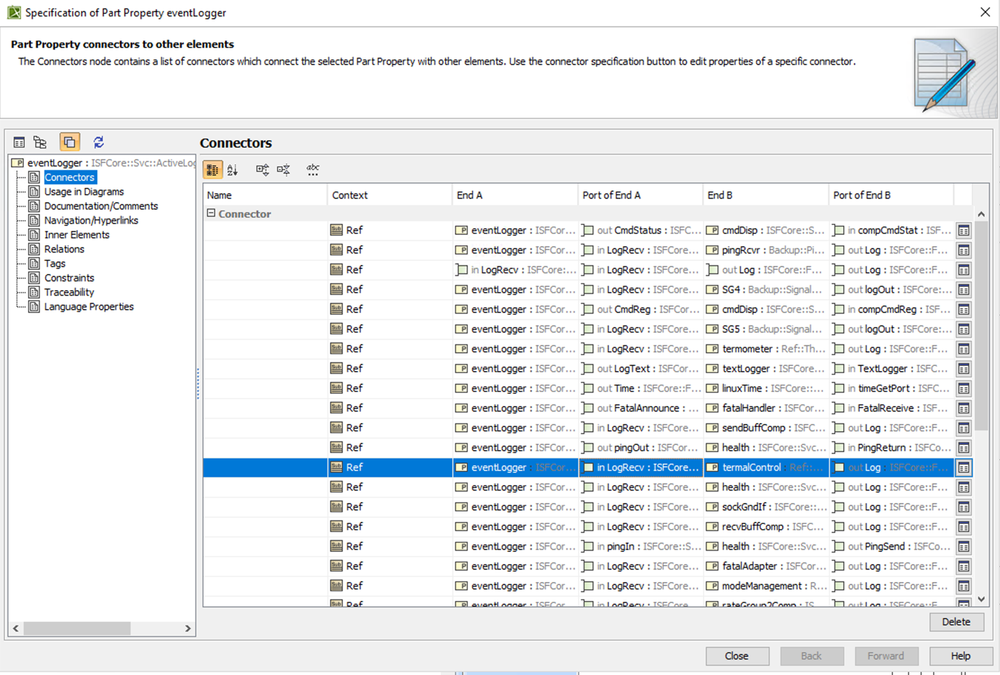 Specification of Part Property eventLogger
Part Property connectors to other elements
The Connectors node contains a list of connectors which connect the selected Part Property with other elements. Use the connector specification button to edit properties of a specific connector.
eventLogger : ISFCore::Svc::ActiveLog
Connectors
Usage in Diagrams
Documentation/Comments
Navigation/Hyperlinks
Inner Elements
Relations
Tags
Constraints
Traceability
Language Properties
Connectors
Name Context End A Port of End A End B Port of End B
Connector
Ref eventLogger : ISFCor... out CmdStatus : ISFC... cmdDisp : ISFCore::S... in compCmdStat : ISF...
Ref eventLogger : ISFCor... in LogRecv : ISFCore... pingRcvr : Backup::Pi... out Log : ISFCore::F...
Ref in LogRecv : ISFCore:... in LogRecv : ISFCore... out Log : ISFCore::F... out Log : ISFCore::F...
Ref eventLogger : ISFCor... in LogRecv : ISFCore... SG4 : Backup::Signal... out logOut : ISFCore:...
Ref eventLogger : ISFCor... out CmdReg : ISFCor... cmdDisp : ISFCore::S... in compCmdReg : ISF...
Ref eventLogger : ISFCor... in LogRecv : ISFCore... SG5 : Backup::Signal... out logOut : ISFCore:...
Ref eventLogger : ISFCor... in LogRecv : ISFCore... termometer : Ref::Th... out Log : ISFCore::F...
Ref eventLogger : ISFCor... out LogText : ISFCore... textLogger : ISFCore:... in TextLogger : ISFC...
Ref eventLogger : ISFCor... out Time : ISFCore::F... linuxTime : ISFCore::... in timeGetPort : ISFC...
Ref eventLogger : ISFCor... out FatalAnnounce : ... fatalHandler : ISFCor... in FatalReceive : ISF...
Ref eventLogger : ISFCor... in LogRecv : ISFCore... sendBuffComp : ISFC... out Log : ISFCore::F...
Ref eventLogger : ISFCor... out pingOut : ISFCor... health : ISFCore::Svc... in PingReturn : ISFCo...
Ref eventLogger : ISFCor... in LogRecv : ISFCore... termalControl : Ref::... out Log : ISFCore::F...
Ref eventLogger : ISFCor... in LogRecv : ISFCore... health : ISFCore::Svc... out Log : ISFCore::F...
Ref eventLogger : ISFCor... in LogRecv : ISFCore... sockGndIf : ISFCore::... out Log : ISFCore::F...
Ref eventLogger : ISFCor... in LogRecv : ISFCore... recvBuffComp : ISFC... out Log : ISFCore::F...
Ref eventLogger : ISFCor... in pingIn : ISFCore::S... health : ISFCore::Svc... out PingSend : ISFCo...
Ref eventLogger : ISFCor... in LogRecv : ISFCore... fatalAdapter : ISFCor... out Log : ISFCore::F...
Ref eventLogger : ISFCor... in LogRecv : ISFCore... modeManagement : R... out Log : ISFCore::F...
Ref eventLogger : ISFCor... in LogRecv : ISFCore... rateGroup2Comp : IS... out Log : ISFCore::F...
Delete
Close Back Forward Help